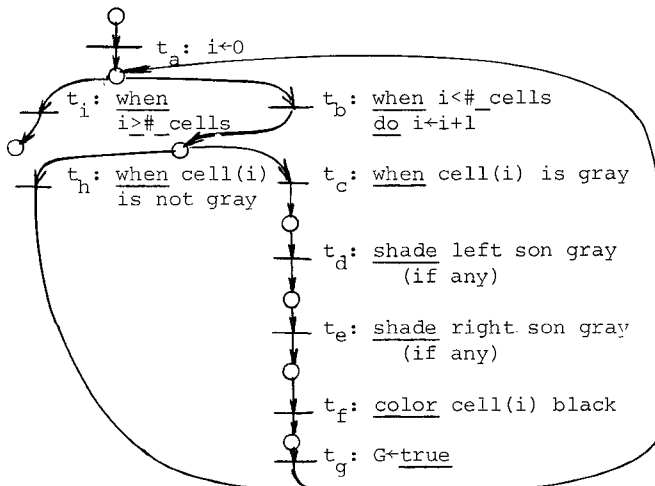 t_a: i←0
t_i: when
i≥#_cells
t_b: when i<#_cells
do i←i+1
t_h: when cell(i)
is not gray
t_c: when cell(i) is gray
t_d: shade left son gray
(if any)
t_e: shade right son gray
(if any)
t_f: color cell(i) black
t_g: G←true